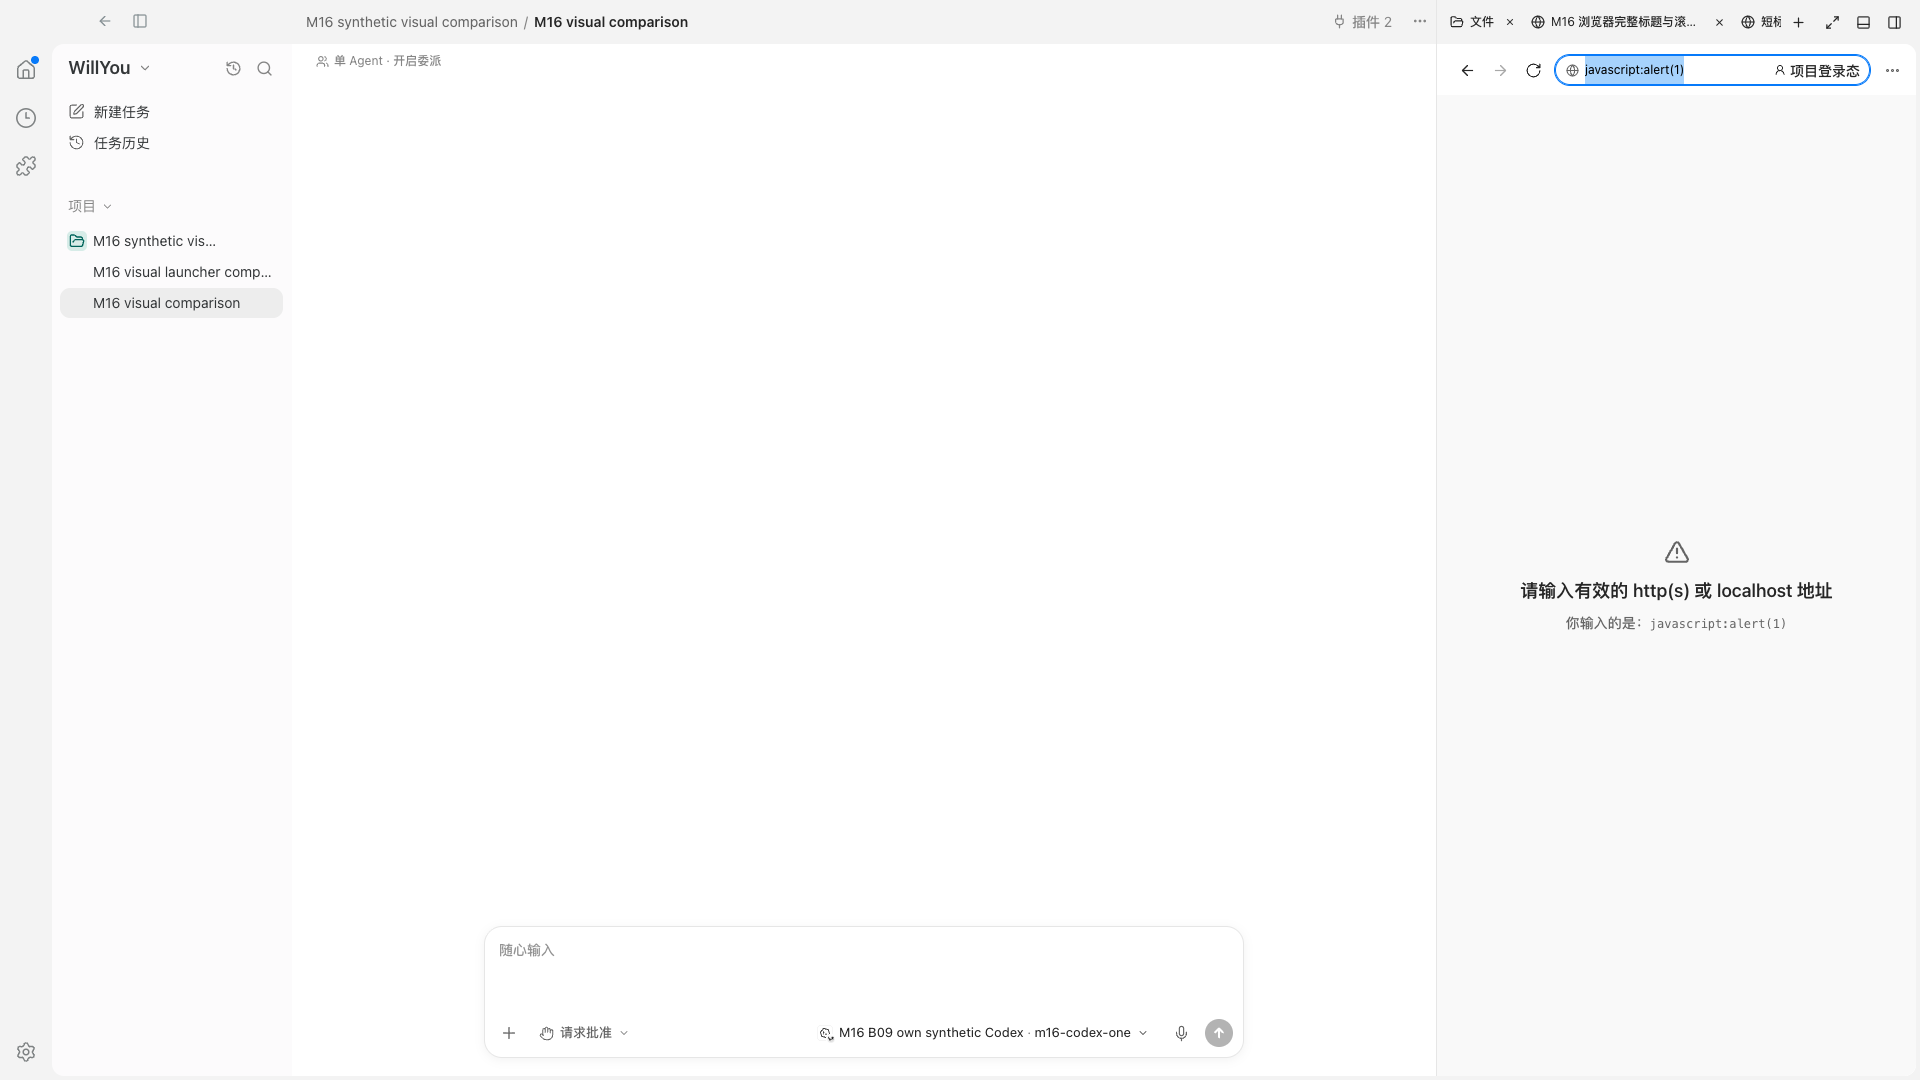 M16 synthetic visual comparison / M16 visual comparison
插件 2
文件
M16 浏览器完整标题与滚...
短标
WillYou
单 Agent · 开启委派
javascript:alert(1)
项目登录态
新建任务
任务历史
项目
M16 synthetic vis...
M16 visual launcher comp...
M16 visual comparison
请输入有效的 http(s) 或 localhost 地址
你输入的是: javascript:alert(1)
随心输入
请求批准
M16 B09 own synthetic Codex · m16-codex-one